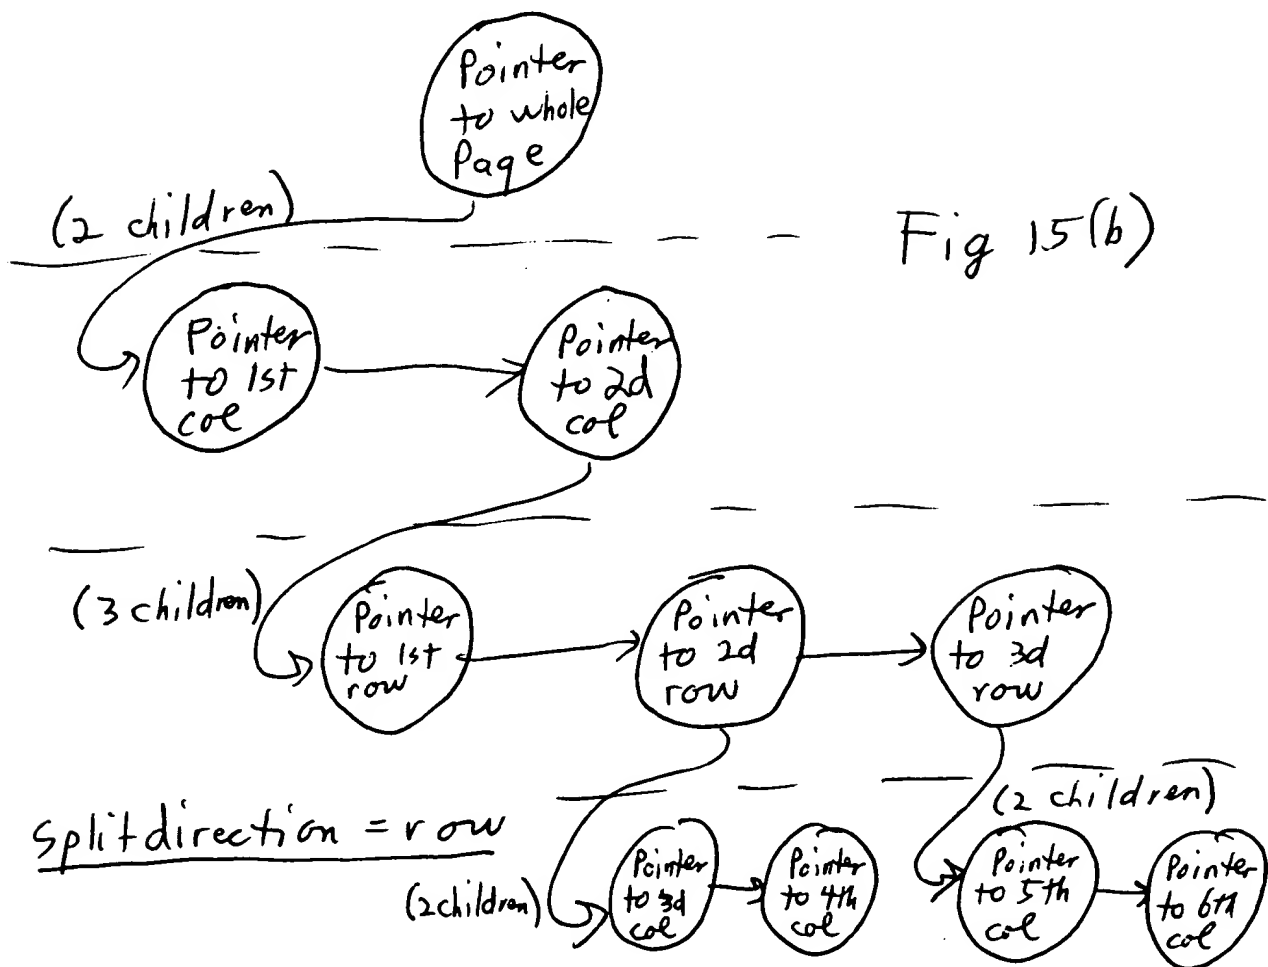 Pointer
to whole
Page
(2 children)
Fig 15(b)
Pointer
to 1st
col
Pointer
to 2d
col
(3 children)
Pointer
to 1st
row
Pointer
to 2d
row
Pointer
to 3d
row
(2 children)
Splitdirection = row
(2children)
Pointer
to 3d
col
Pointer
to 4th
col
Pointer
to 5th
col
Pointer
to 6th
col